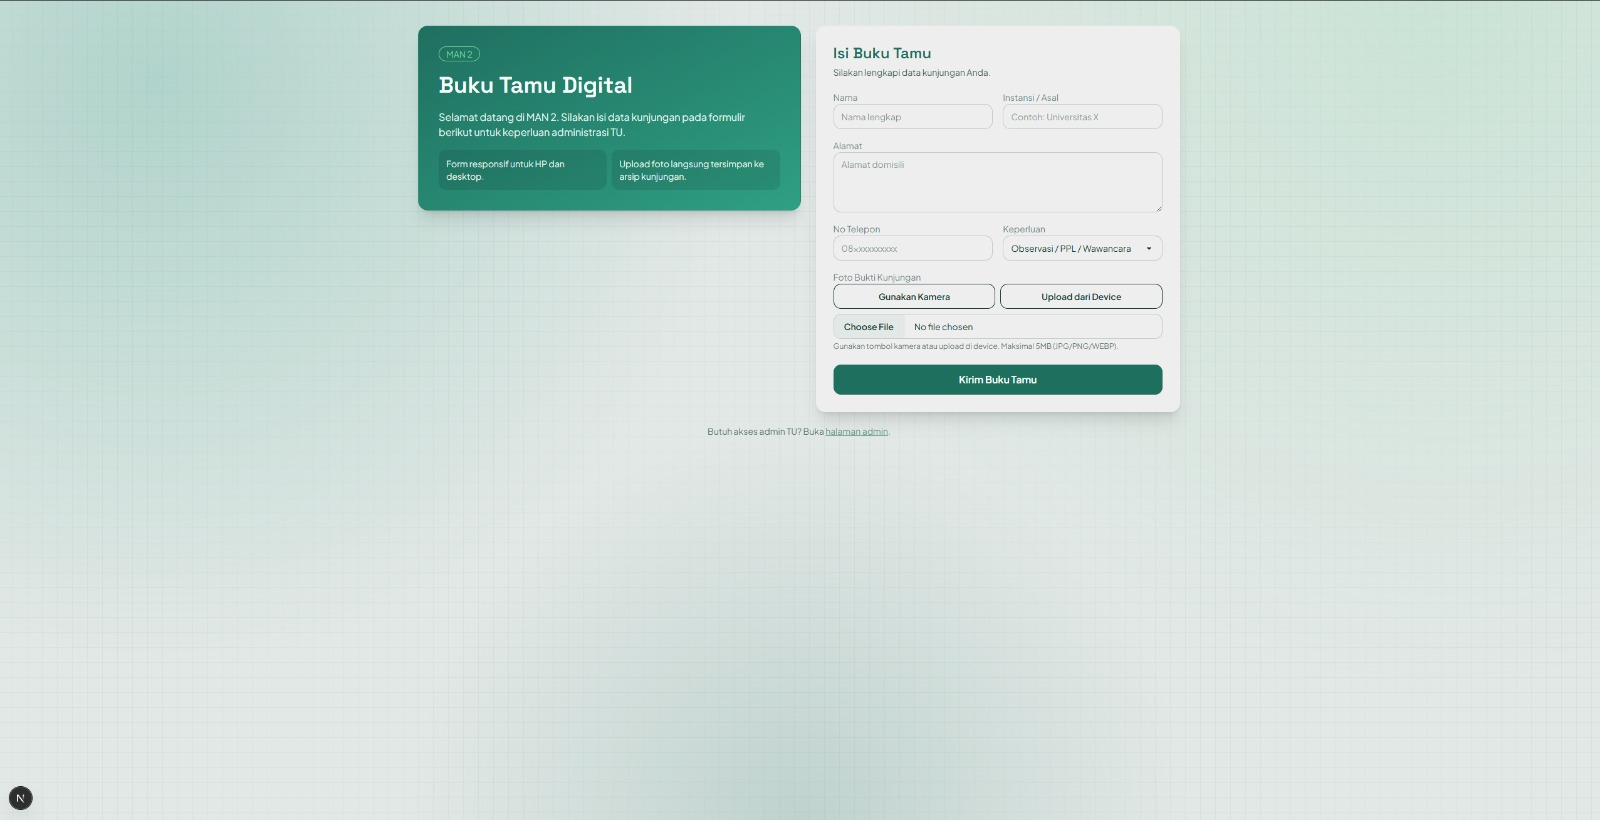 MAN 2
Buku Tamu Digital
Selamat datang di MAN 2. Silakan isi data kunjungan pada formulir
berikut untuk keperluan administrasi TU.
Form responsif untuk HP dan
desktop.
Upload foto langsung tersimpan ke
arsip kunjungan.
Isi Buku Tamu
Silakan lengkapi data kunjungan Anda.
Nama
Nama lengkap
Instansi / Asal
Contoh: Universitas X
Alamat
Alamat domisili
No Telepon
08xxxxxxxxxx
Keperluan
Observasi / PPL / Wawancara
Foto Bukti Kunjungan
Gunakan Kamera
Upload dari Device
Choose File
No file chosen
Gunakan tombol kamera atau upload di device. Maksimal 5MB (JPG/PNG/WEBP).
Kirim Buku Tamu
Butuh akses admin TU? Buka halaman admin.
N